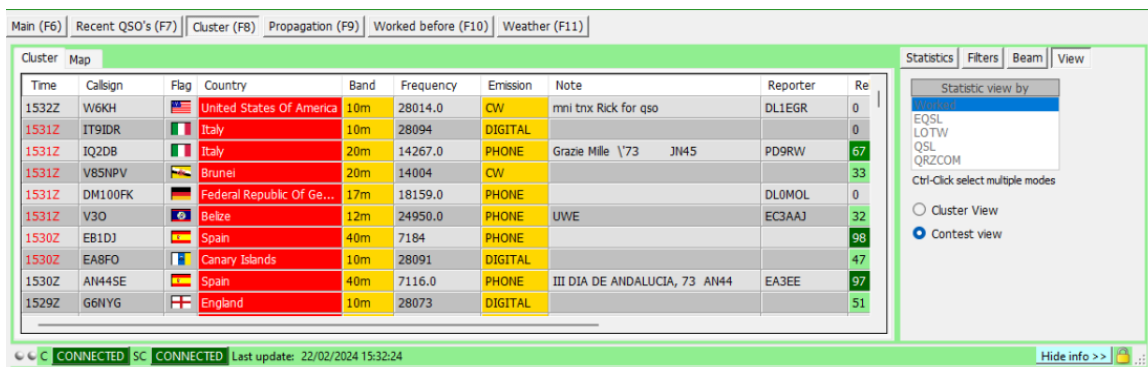 Main (F6) Recent QSO's (F7) Cluster (F8) Propagation (F9) Worked before (F10) Weather (F11)
Cluster Map
Time Callsign Flag Country Band Frequency Emission Note Reporter Re
1532Z W6KH United States Of America 10m 28014.0 CW mni tnx Rick for qso DL1EGR 0
1531Z IT9IDR Italy 10m 28094 DIGITAL 0
1531Z IQ2DB Italy 20m 14267.0 PHONE Grazie Mille \'73 JN45 PD9RW 67
1531Z V85NPV Brunei 20m 14004 CW 33
1531Z DM100FK Federal Republic Of Ge... 17m 18159.0 PHONE DL0MOL 0
1531Z V3O Belize 12m 24950.0 PHONE UWE EC3AAJ 32
1530Z EB1DJ Spain 40m 7184 PHONE 98
1530Z EA8FO Canary Islands 10m 28091 DIGITAL 47
1530Z AN44SE Spain 40m 7116.0 PHONE III DIA DE ANDALUCIA, 73 AN44 EA3EE 97
1529Z G6NYG England 10m 28073 DIGITAL 51
Statistics Filters Beam View
Statistic view by
Worked
EQSL
LOTW
QSL
QRZCOM
Ctrl-Click select multiple modes
Cluster View
Contest view
C CONNECTED SC CONNECTED Last update: 22/02/2024 15:32:24
Hide info >>